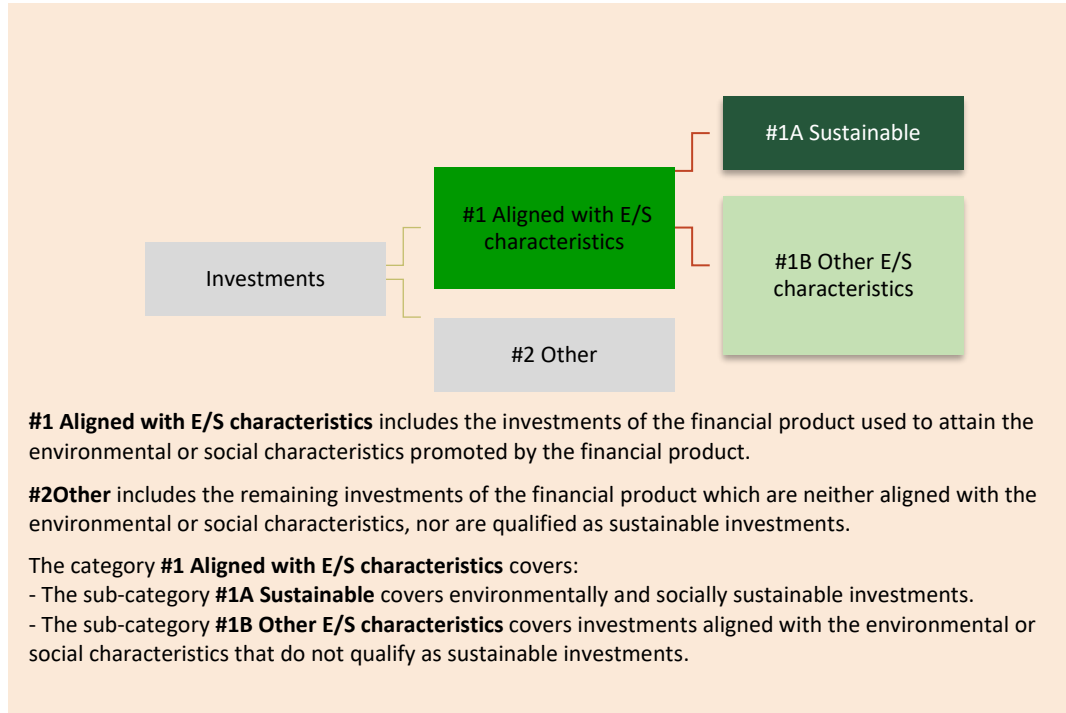 #1A Sustainable
#1 Aligned with E/S
characteristics
#1B Other E/S
characteristics
Investments
#2 Other
#1 Aligned with E/S characteristics includes the investments of the financial product used to attain the
environmental or social characteristics promoted by the financial product.
#2Other includes the remaining investments of the financial product which are neither aligned with the
environmental or social characteristics, nor are qualified as sustainable investments.
The category #1 Aligned with E/S characteristics covers:
- The sub-category #1A Sustainable covers environmentally and socially sustainable investments.
- The sub-category #1B Other E/S characteristics covers investments aligned with the environmental or
social characteristics that do not qualify as sustainable investments.